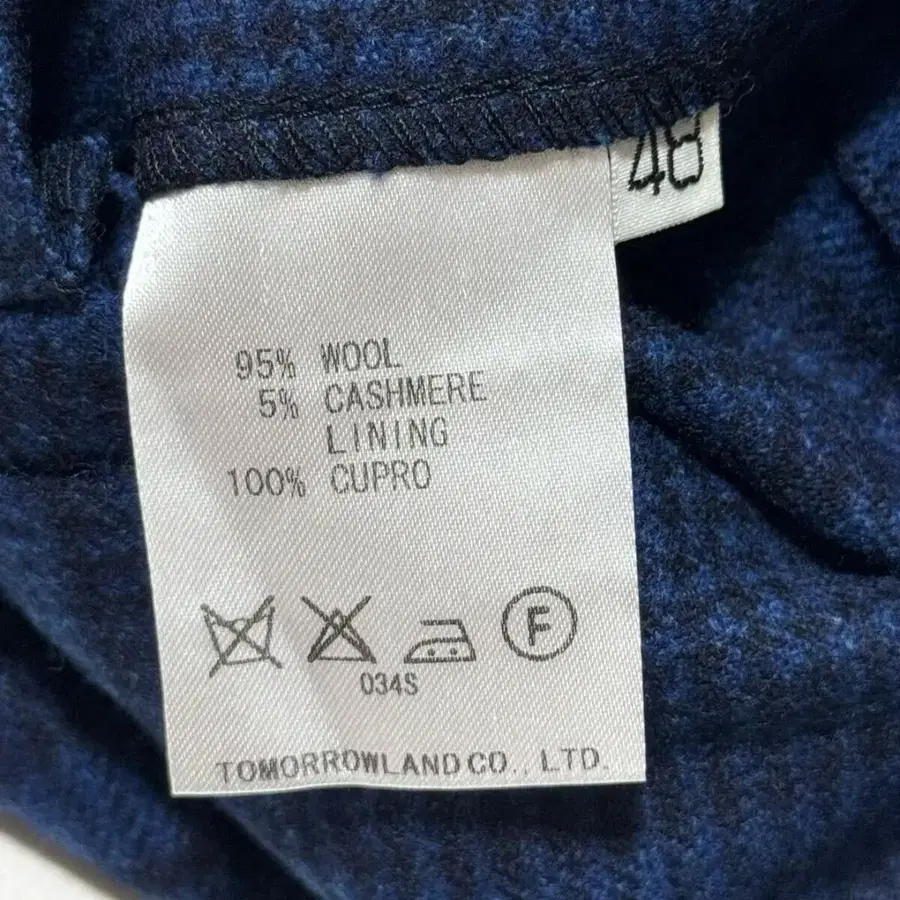 48
95% WOOL
5% CASHMERE
LINING
100% CUPRO
F
034S
TOMORROWLAND CO., LTD.